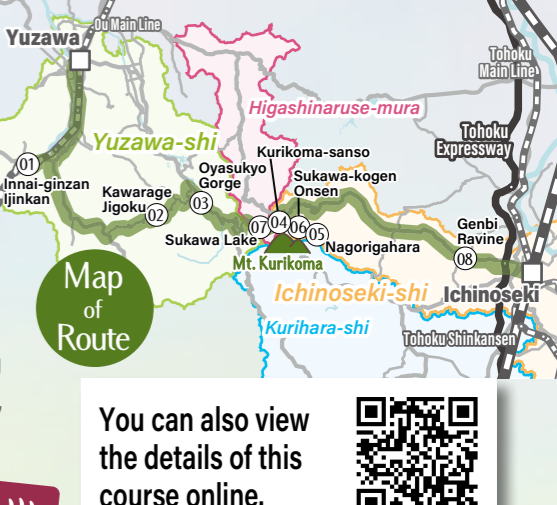 Yuzawa
Ou Main Line
Tohoku
Main Line
Higashinaruse-mura
Tohoku
Expressway
Yuzawa-shi
Kurikoma-sanso
01
Innai-ginzan
Ijinkan
Kawarage
Jigoku
02
Oyasukyo
Gorge
03
Sukawa-kogen
Onsen
Sukawa Lake
07
04
06
05
Nagorigahara
Genbi
Ravine
08
Mt. Kurikoma
Ichinoseki-shi
Ichinoseki
Map
of
Route
Kurihara-shi
Tohoku Shinkansen
You can also view
the details of this
course online.